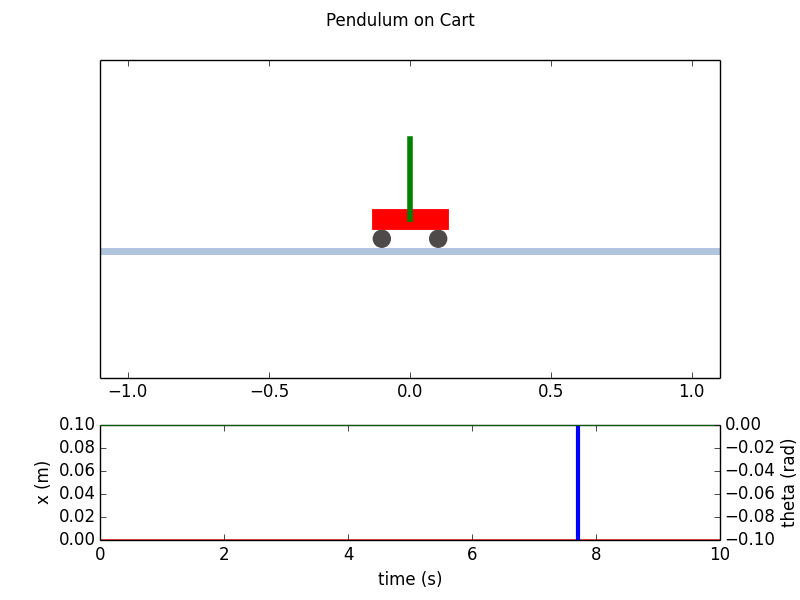 Pendulum on Cart
−1.0 −0.5 0.0 0.5 1.0
0.10 0.00
0.08 −0.02
0.06 −0.04
0.04 −0.06
0.02 −0.08
0.00 −0.10
x (m)
theta (rad)
0 2 4 6 8 10
time (s)